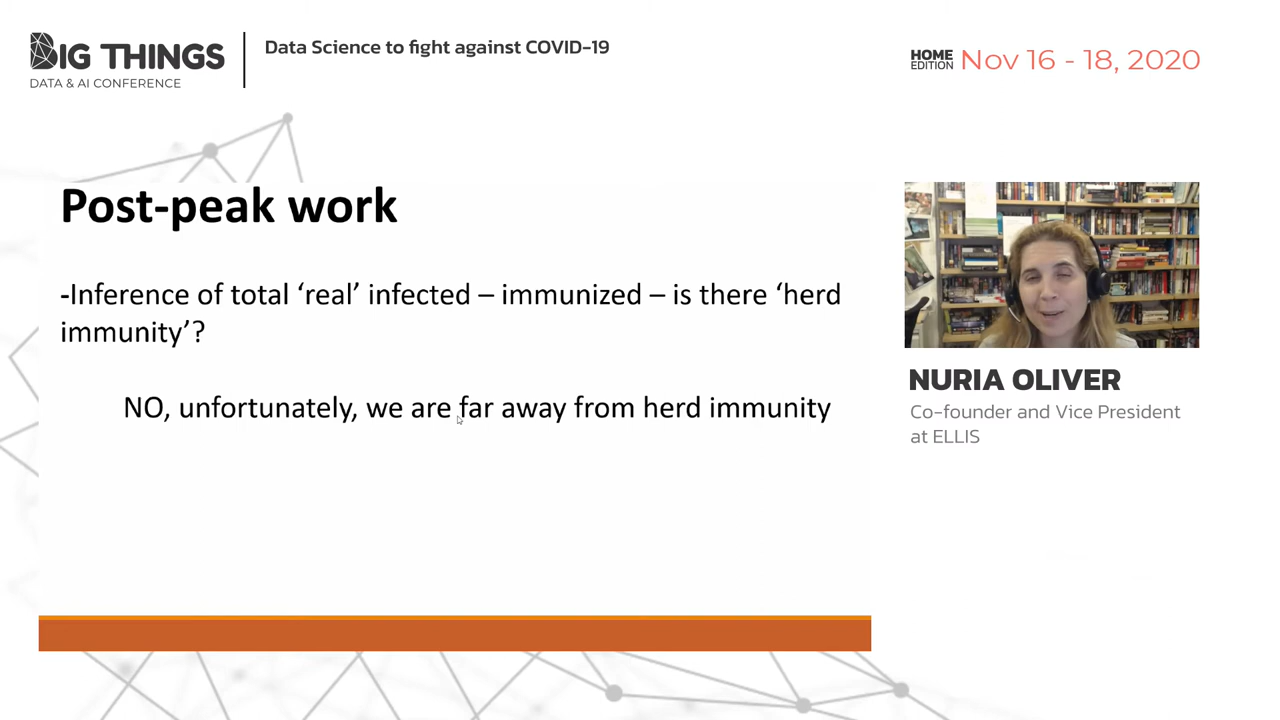 BIG THINGS
DATA & AI CONFERENCE
Data Science to fight against COVID-19
HOME
EDITION
Nov 16 - 18, 2020
Post-peak work
-Inference of total ‘real’ infected – immunized – is there ‘herd
immunity’?
NO, unfortunately, we are far away from herd immunity
NURIA OLIVER
Co-founder and Vice President
at ELLIS